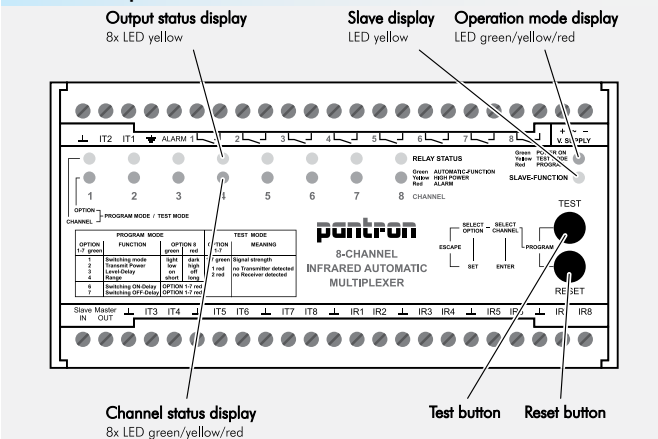 Output status display
8x LED yellow
Slave display
LED yellow
Operation mode display
LED green/yellow/red
IT2 IT1 ALARM 1 2 3 4 5 6 7 8 + ~ −
V. SUPPLY
RELAY STATUS
Green POWER ON
Yellow TEST MODE
Red PROGRAM
Green AUTOMATIC-FUNCTION
Yellow HIGH POWER
Red ALARM
SLAVE-FUNCTION
1 2 3 4 5 6 7 8 CHANNEL
OPTION
CHANNEL
PROGRAM MODE / TEST MODE
TEST
PROGRAM MODE
TEST MODE
OPTION 1-7 green FUNCTION OPTION 8 green red
OPTION 1-7 MEANING
1 Switching mode light dark
2 Transmit Power low high
3 Level-Delay on off
4 Range short long
6 Switching ON-Delay OPTION 1-7 red
7 Switching OFF-Delay OPTION 1-7 red
green Signal strength
1 red no Transmitter detected
2 red no Receiver detected
pantron
8-CHANNEL
INFRARED AUTOMATIC
MULTIPLEXER
SELECT OPTION
SELECT CHANNEL
ESCAPE
PROGRAM
SET
ENTER
RESET
Slave IN Master OUT IT3 IT4 IT5 IT6 IT7 IT8 IR1 IR2 IR3 IR4 IR5 IR6 IR IR8
Channel status display
8x LED green/yellow/red
Test button
Reset button